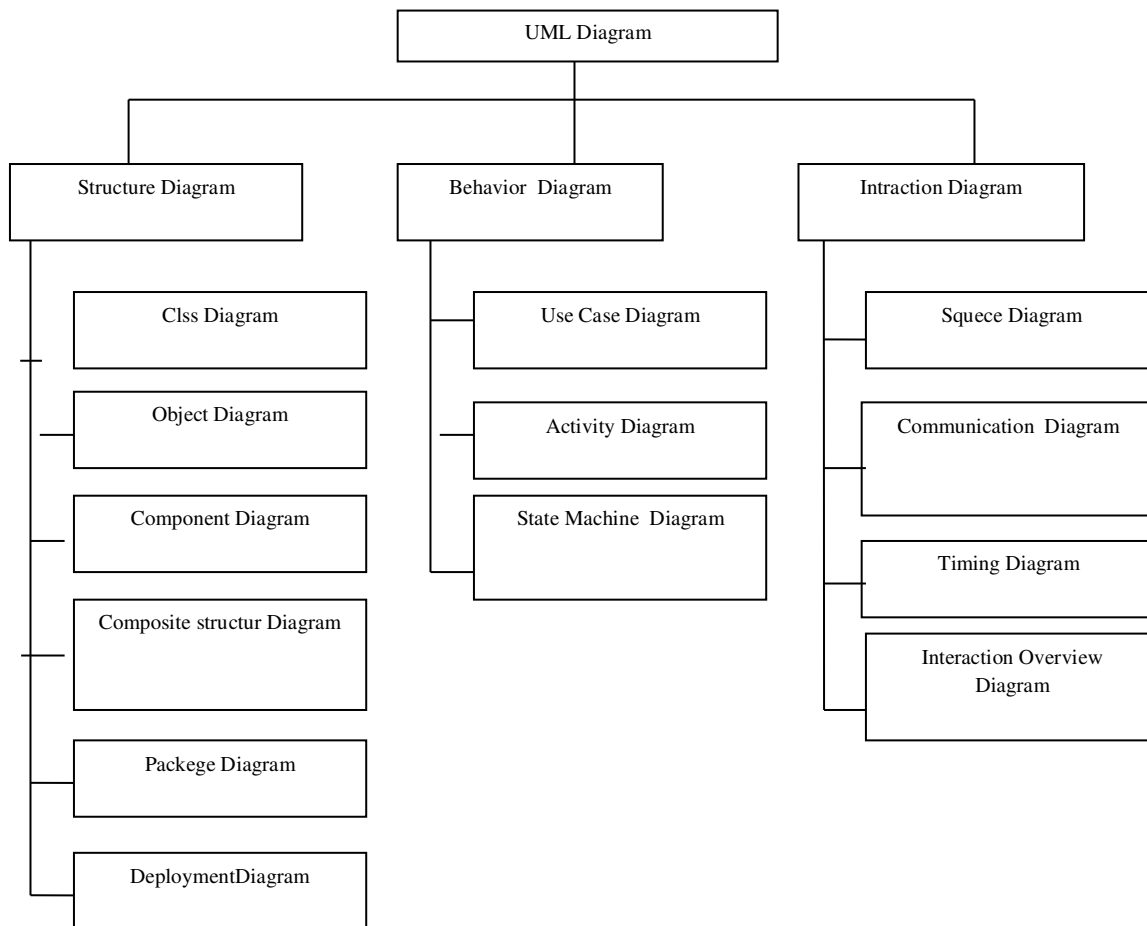 UML Diagram
Structure Diagram
Behavior Diagram
Intraction Diagram
Clss Diagram
Object Diagram
Component Diagram
Composite structur Diagram
Packege Diagram
DeploymentDiagram
Use Case Diagram
Activity Diagram
State Machine Diagram
Squece Diagram
Communication Diagram
Timing Diagram
Interaction Overview
Diagram